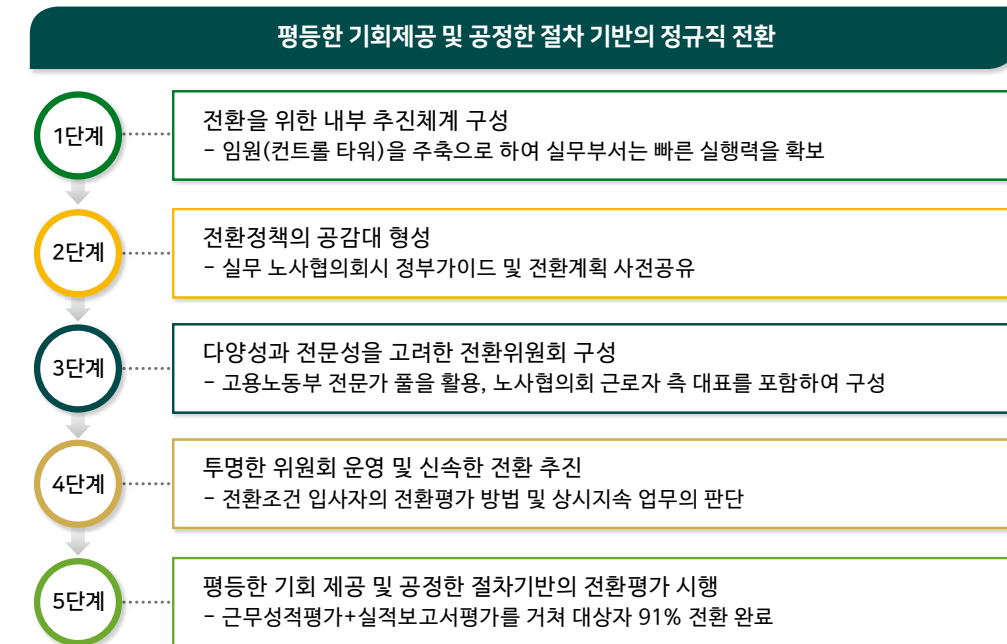 평등한 기회제공 및 공정한 절차 기반의 정규직 전환
1단계
전환을 위한 내부 추진체계 구성
- 임원(컨트롤 타워)을 주축으로 하여 실무부서는 빠른 실행력을 확보
2단계
전환정책의 공감대 형성
- 실무 노사협의회시 정부가이드 및 전환계획 사전공유
3단계
다양성과 전문성을 고려한 전환위원회 구성
- 고용노동부 전문가 풀을 활용, 노사협의회 근로자 측 대표를 포함하여 구성
4단계
투명한 위원회 운영 및 신속한 전환 추진
- 전환조건 입사자의 전환평가 방법 및 상시지속 업무의 판단
5단계
평등한 기회 제공 및 공정한 절차기반의 전환평가 시행
- 근무성적평가+실적보고서평가를 거쳐 대상자 91% 전환 완료